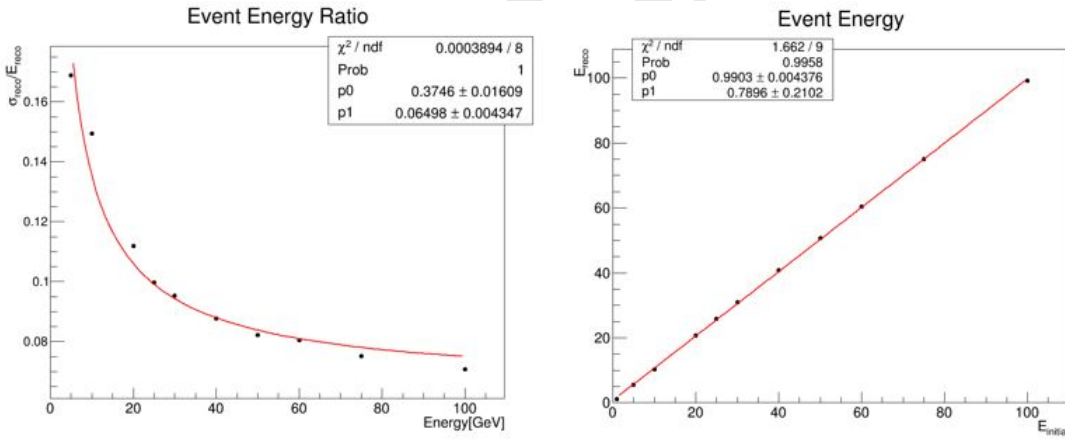 Event Energy Ratio
χ² / ndf 0.0003894 / 8
Prob 1
p0 0.3746 ± 0.01609
p1 0.06498 ± 0.004347
σreco/Ereco
0.16
0.14
0.12
0.1
0.08
0 20 40 60 80 100
Energy[GeV]
Event Energy
χ² / ndf 1.662 / 9
Prob 0.9958
p0 0.9903 ± 0.004376
p1 0.7896 ± 0.2102
Ereco
100
80
60
40
20
0
0 20 40 60 80 100
Einitial